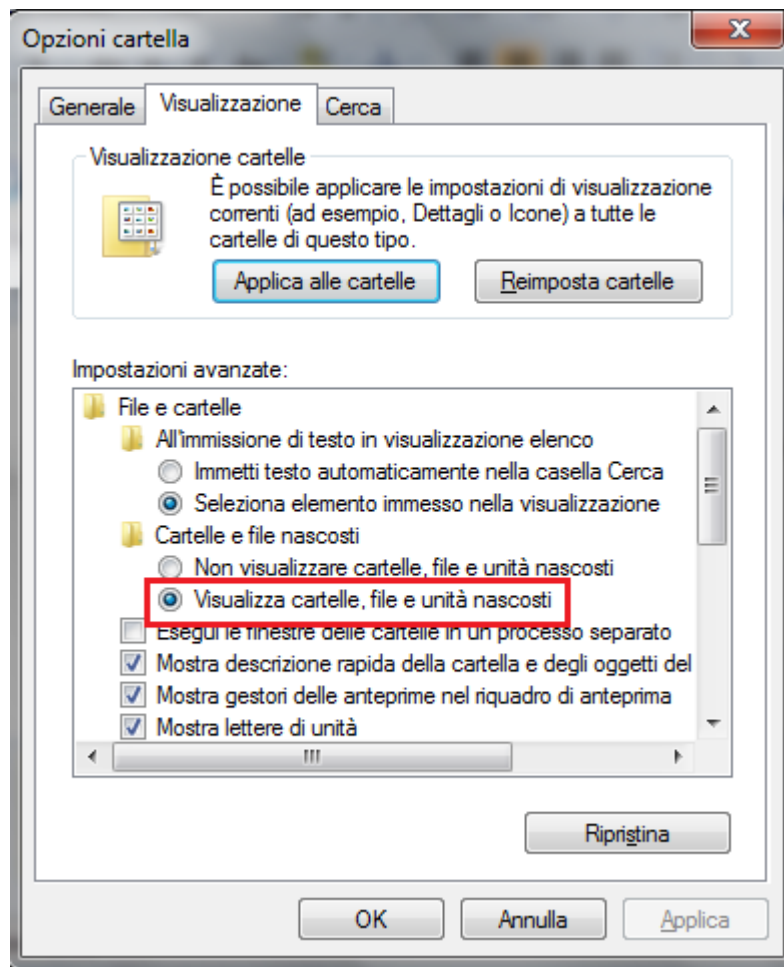 Opzioni cartella
Generale
Visualizzazione
Cerca
Visualizzazione cartelle
È possibile applicare le impostazioni di visualizzazione
correnti (ad esempio, Dettagli o Icone) a tutte le
cartelle di questo tipo.
Applica alle cartelle
Reimposta cartelle
Impostazioni avanzate:
File e cartelle
All'immissione di testo in visualizzazione elenco
Immetti testo automaticamente nella casella Cerca
Seleziona elemento immesso nella visualizzazione
Cartelle e file nascosti
Non visualizzare cartelle, file e unità nascosti
Visualizza cartelle, file e unità nascosti
Esegui le finestre delle cartelle in un processo separato
Mostra descrizione rapida della cartella e degli oggetti del
Mostra gestori delle anteprime nel riquadro di anteprima
Mostra lettere di unità
Ripristina
OK
Annulla
Applica